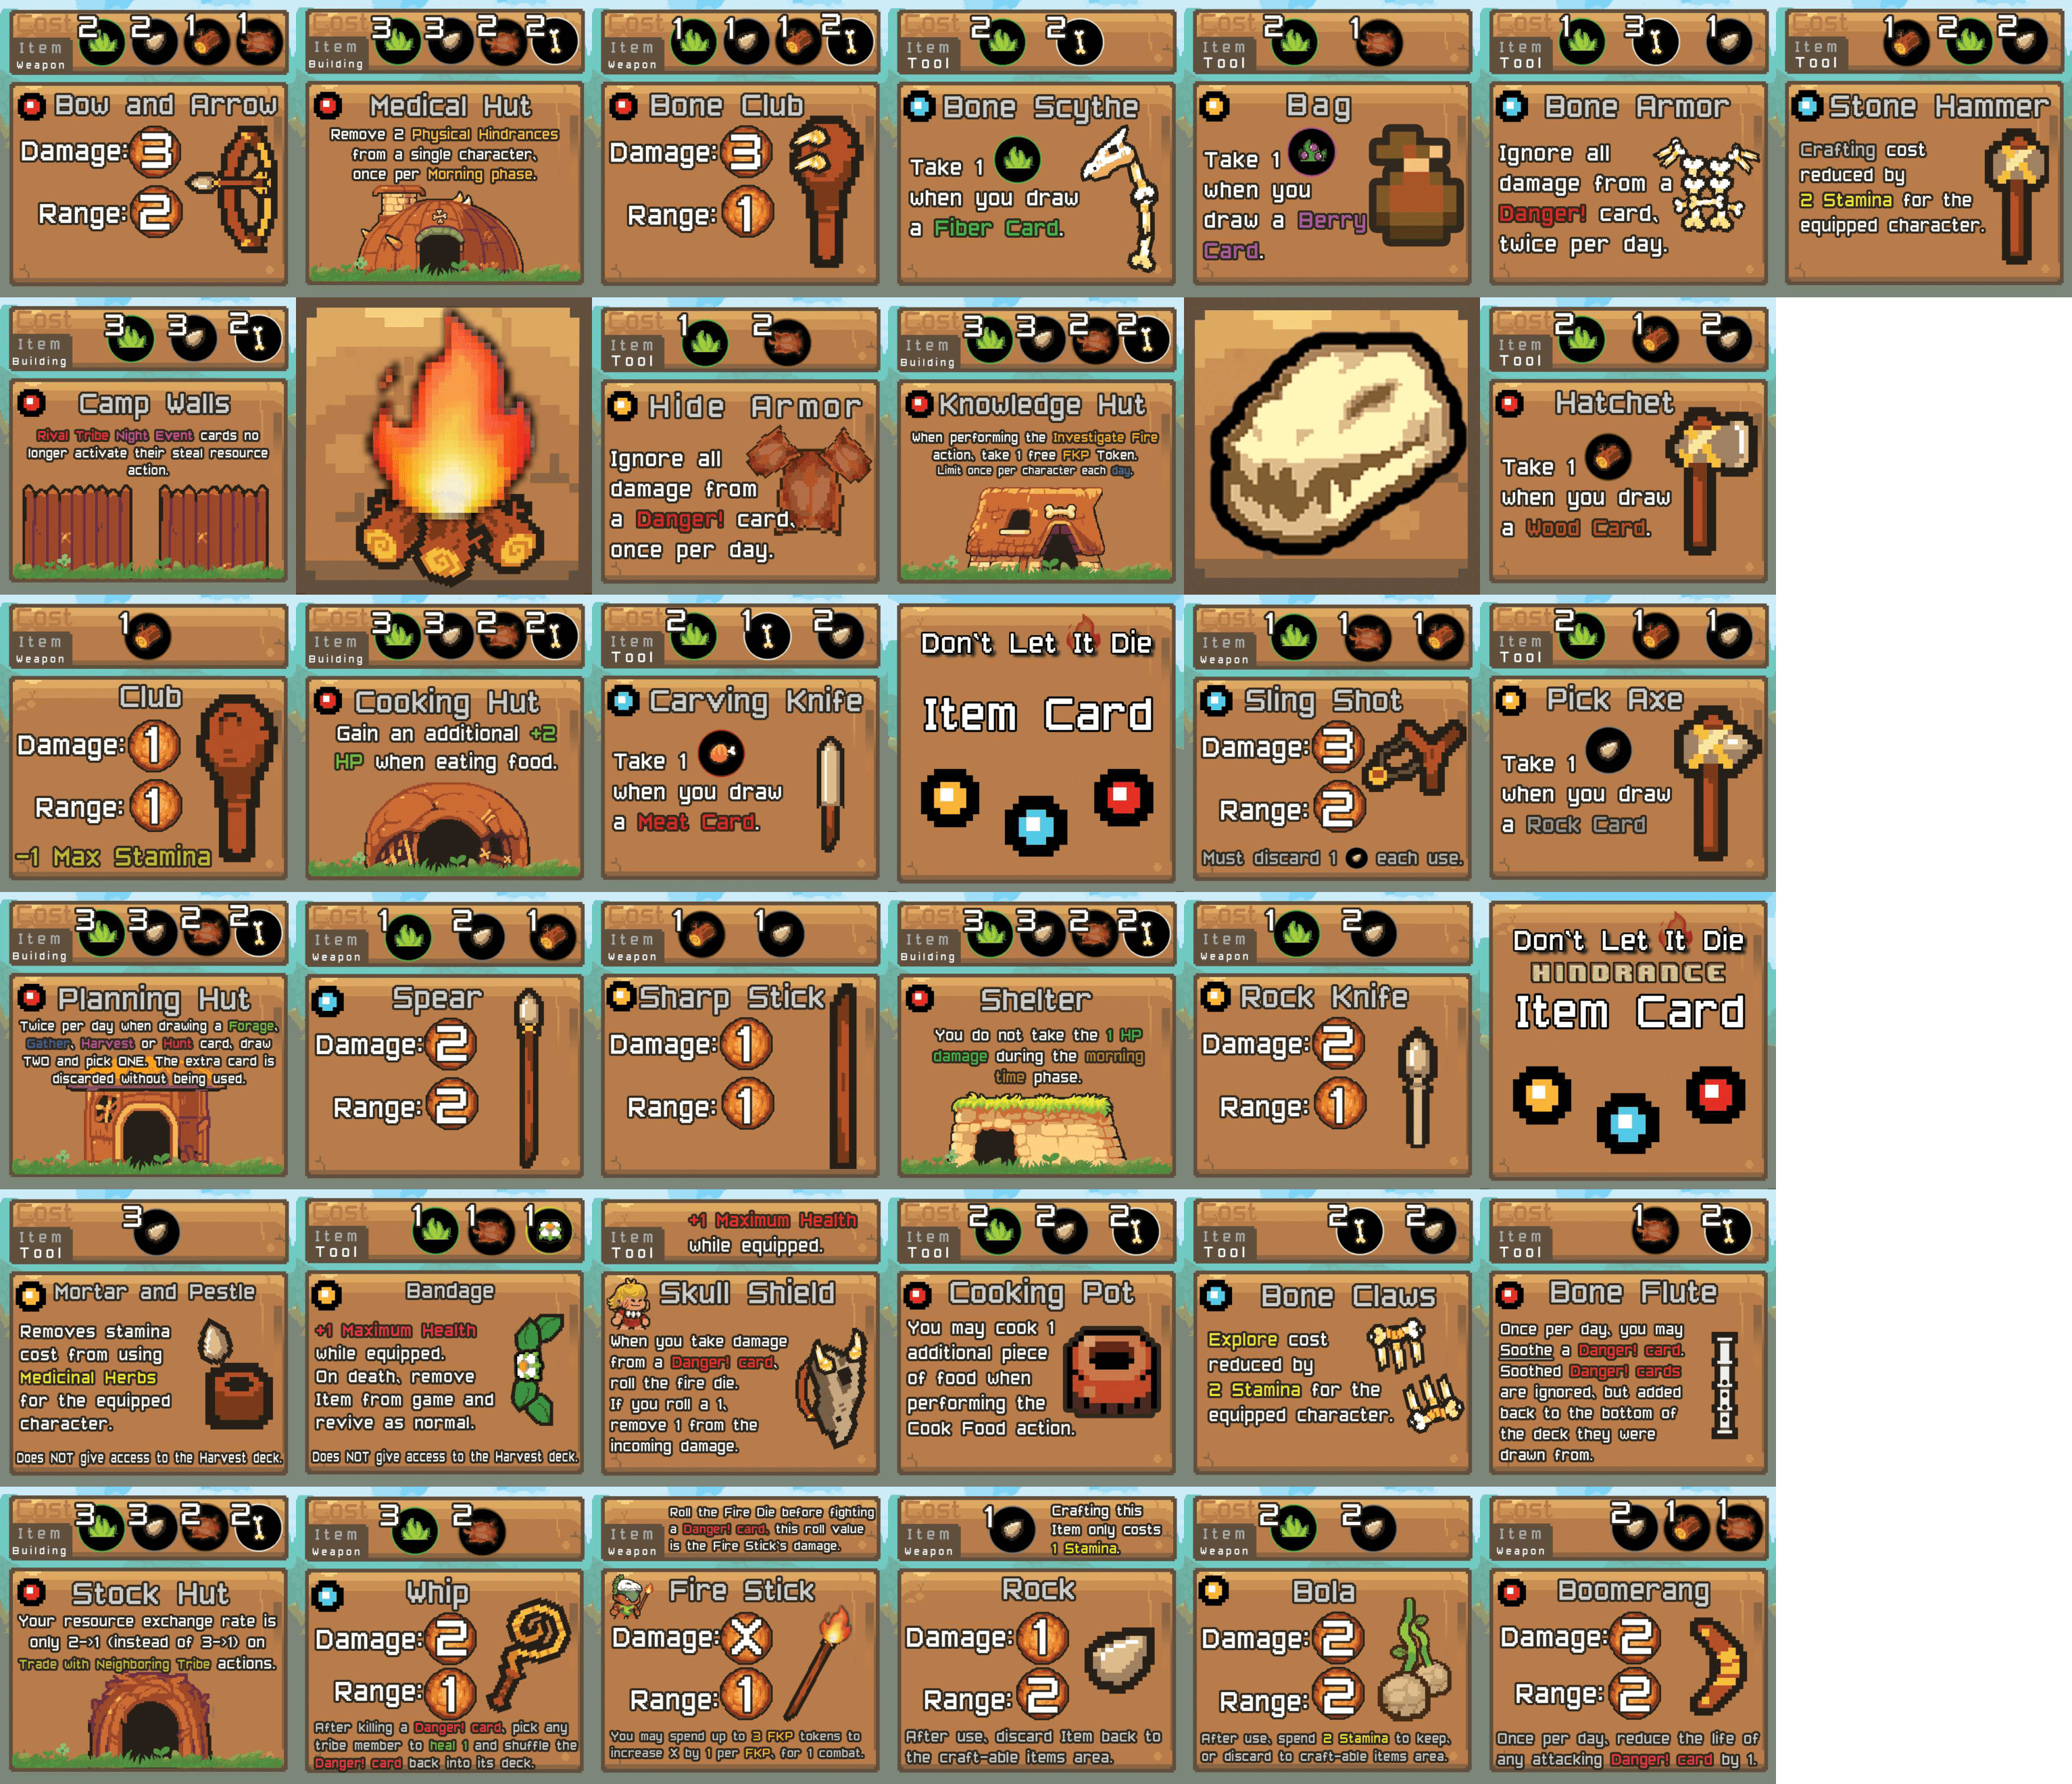 Cost
2 2 1 1
Item
Weapon
Bow and Arrow
Damage: 3
Range: 2
Cost
3 3 2 2
Item
Building
Medical Hut
Remove 2 Physical Hindrances
from a single character,
once per Morning phase.
Cost
1 1 1 2
Item
Weapon
Bone Club
Damage: 3
Range: 1
Cost
2 2
Item
Tool
Bone Scythe
Take 1
when you draw
a Fiber Card.
Cost
2 1
Item
Tool
Bag
Take 1
when you
draw a Berry
Card.
Cost
1 3 1
Item
Tool
Bone Armor
Ignore all
damage from a
Danger! card,
twice per day.
Cost
1 2 2
Item
Tool
Stone Hammer
Crafting cost
reduced by
2 Stamina for the
equipped character.
Cost
3 3 2
Item
Building
Camp Walls
Rival Tribe Night Event cards no
longer activate their steal resource
action.
Cost
1 2
Item
Tool
Hide Armor
Ignore all
damage from
a Danger! card,
once per day.
Cost
3 3 2 2
Item
Building
Knowledge Hut
When performing the Investigate Fire
action, take 1 free FKP Token.
Limit once per character each day.
Cost
2 1 2
Item
Tool
Hatchet
Take 1
when you draw
a Wood Card.
Cost
1
Item
Weapon
Club
Damage: 1
Range: 1
-1 Max Stamina
Cost
3 3 2 2
Item
Building
Cooking Hut
Gain an additional +2
HP when eating food.
Cost
2 1 2
Item
Tool
Carving Knife
Take 1
when you draw
a Meat Card.
Don't Let It Die
Item Card
Cost
1 1 1
Item
Weapon
Sling Shot
Damage: 3
Range: 2
Must discard 1 each use.
Cost
2 1 1
Item
Tool
Pick Axe
Take 1
when you draw
a Rock Card
Cost
3 3 2 2
Item
Building
Planning Hut
Twice per day when drawing a Forage,
Gather, Harvest or Hunt card, draw
TWO and pick ONE. The extra card is
discarded without being used.
Cost
1 2 1
Item
Weapon
Spear
Damage: 2
Range: 2
Cost
1 1
Item
Weapon
Sharp Stick
Damage: 1
Range: 1
Cost
3 3 2 2
Item
Building
Shelter
You do not take the 1 HP
damage during the morning
time phase.
Cost
1 2
Item
Weapon
Rock Knife
Damage: 2
Range: 1
Don't Let It Die
HINDRANCE
Item Card
Cost
3
Item
Tool
Mortar and Pestle
Removes stamina
cost from using
Medicinal Herbs
for the equipped
character.
Does NOT give access to the Harvest deck.
Cost
1 1 1
Item
Tool
Bandage
+1 Maximum Health
while equipped.
On death, remove
Item from game and
revive as normal.
Does NOT give access to the Harvest deck.
+1 Maximum Health
while equipped.
Item
Tool
Skull Shield
When you take damage
from a Danger! card,
roll the fire die.
If you roll a 1,
remove 1 from the
incoming damage.
Cost
2 2 2
Item
Tool
Cooking Pot
You may cook 1
additional piece
of food when
performing the
Cook Food action.
Cost
2 2
Item
Tool
Bone Claws
Explore cost
reduced by
2 Stamina for the
equipped character.
Cost
1 2
Item
Tool
Bone Flute
Once per day, you may
Soothe a Danger! card.
Soothed Danger! cards
are ignored, but added
back to the bottom of
the deck they were
drawn from.
Cost
3 3 2 2
Item
Building
Stock Hut
Your resource exchange rate is
only 2->1 (instead of 3->1) on
Trade with Neighboring Tribe actions.
Cost
3 2
Item
Weapon
Whip
Damage: 2
Range: 1
After killing a Danger! card, pick any
tribe member to heal 1 and shuffle the
Danger! card back into its deck.
Roll the Fire Die before fighting
a Danger! card, this roll value
is the Fire Stick's damage.
Item
Weapon
Fire Stick
Damage: X
Range: 1
You may spend up to 3 FKP tokens to
increase X by 1 per FKP, for 1 combat.
Cost
1
Crafting this
Item only costs
1 Stamina.
Item
Weapon
Rock
Damage: 1
Range: 2
After use, discard Item back to
the craft-able items area.
Cost
2 2
Item
Weapon
Bola
Damage: 2
Range: 2
After use, spend 2 Stamina to keep,
or discard to craft-able items area.
Cost
2 1 1
Item
Weapon
Boomerang
Damage: 2
Range: 2
Once per day, reduce the life of
any attacking Danger! card by 1.